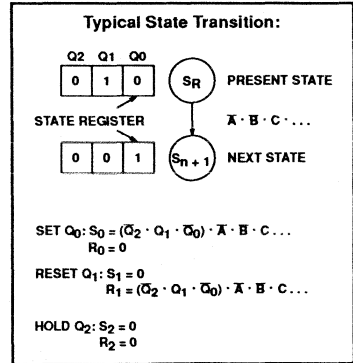 Typical State Transition:
Q2 Q1 Q0
0 1 0
S_R
PRESENT STATE
STATE REGISTER
A̅ · B̅ · C · . . .
0 0 1
S_{n + 1}
NEXT STATE
SET Q₀: S₀ = (Q̅₂ · Q₁ · Q̅₀) · A̅ · B̅ · C . . .
R₀ = 0
RESET Q₁: S₁ = 0
R₁ = (Q̅₂ · Q₁ · Q̅₀) · A̅ · B̅ · C . . .
HOLD Q₂: S₂ = 0
R₂ = 0